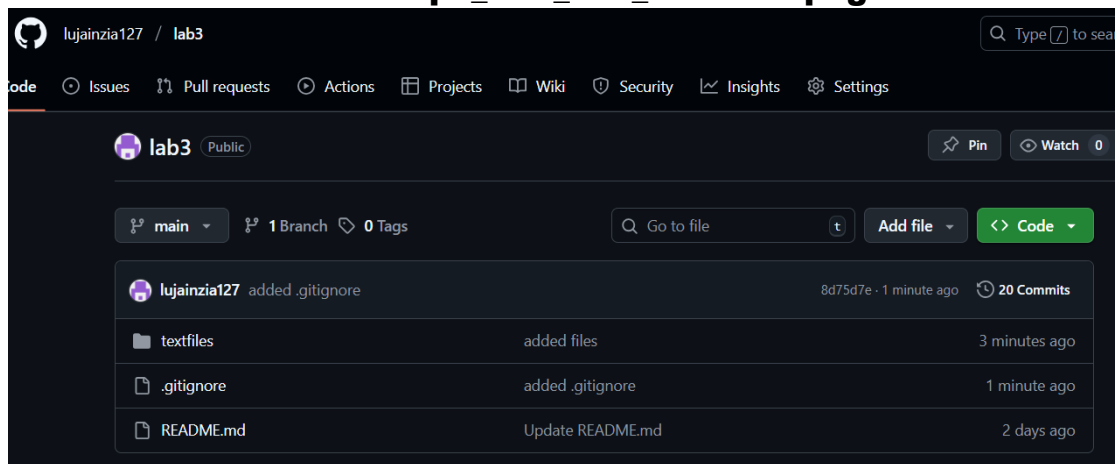 lujainzia127 / lab3
Type / to sear
Code Issues Pull requests Actions Projects Wiki Security Insights Settings
lab3 Public Pin Watch 0
main 1 Branch 0 Tags Go to file t Add file <> Code
lujainzia127 added .gitignore 8d75d7e · 1 minute ago 20 Commits
textfiles added files 3 minutes ago
.gitignore added .gitignore 1 minute ago
README.md Update README.md 2 days ago